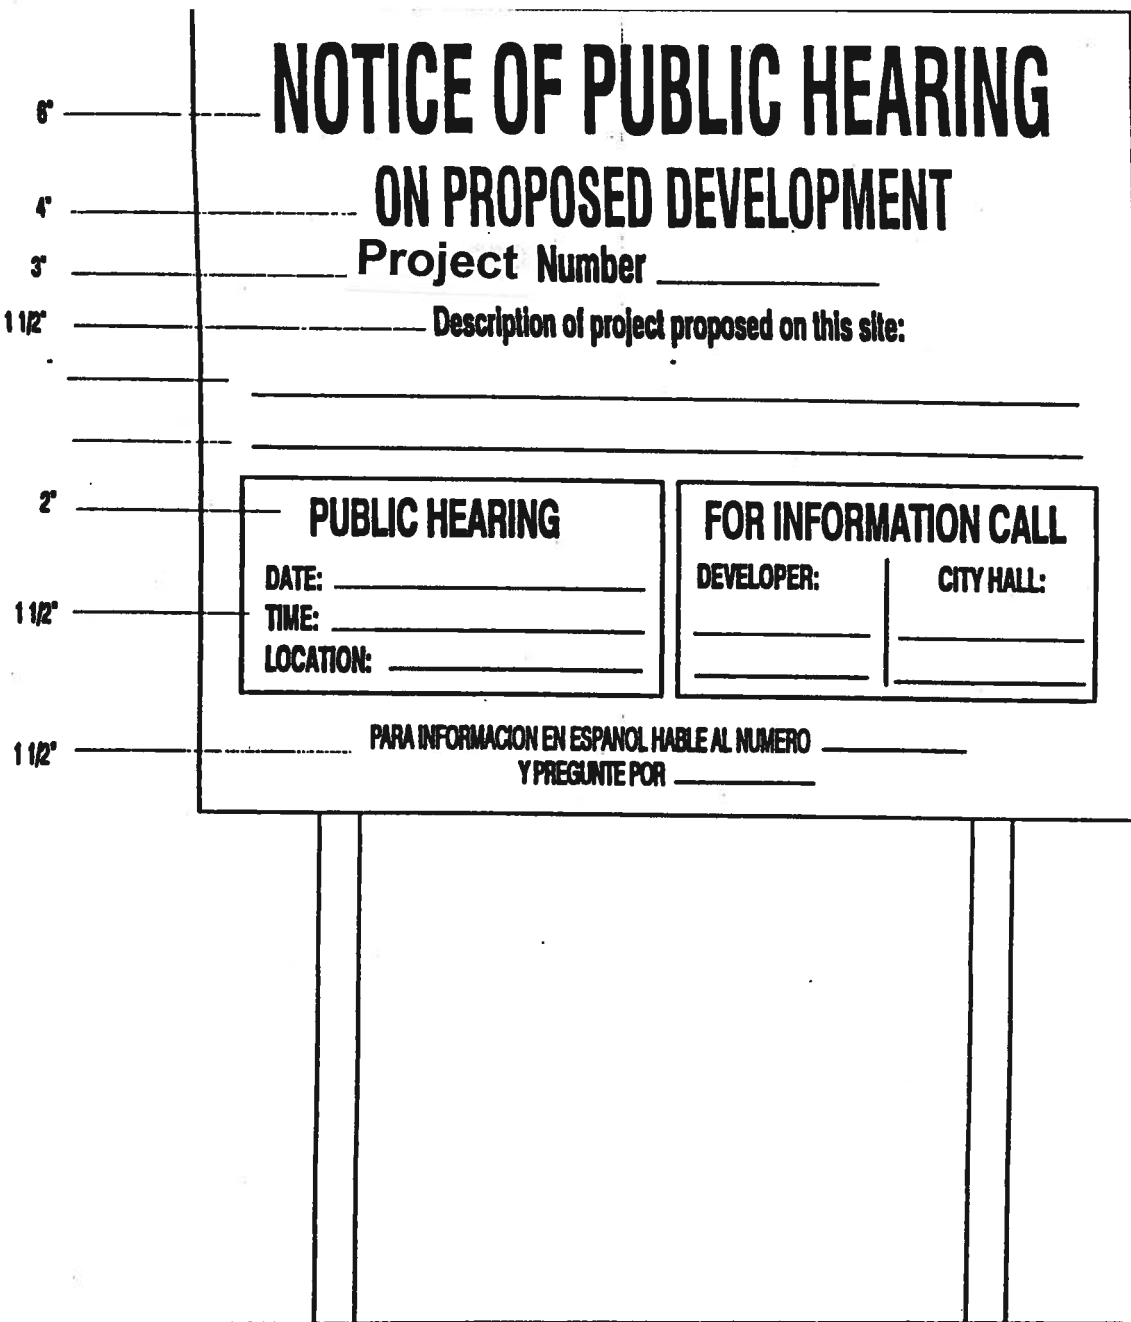 NOTICE OF PUBLIC HEARING
6"
ON PROPOSED DEVELOPMENT
4"
Project Number
3"
Description of project proposed on this site:
1 1/2"
2"
PUBLIC HEARING
DATE:
TIME:
LOCATION:
1 1/2"
FOR INFORMATION CALL
DEVELOPER:
CITY HALL:
1 1/2"
PARA INFORMACION EN ESPANOL HABLE AL NUMERO
Y PREGUNTE POR